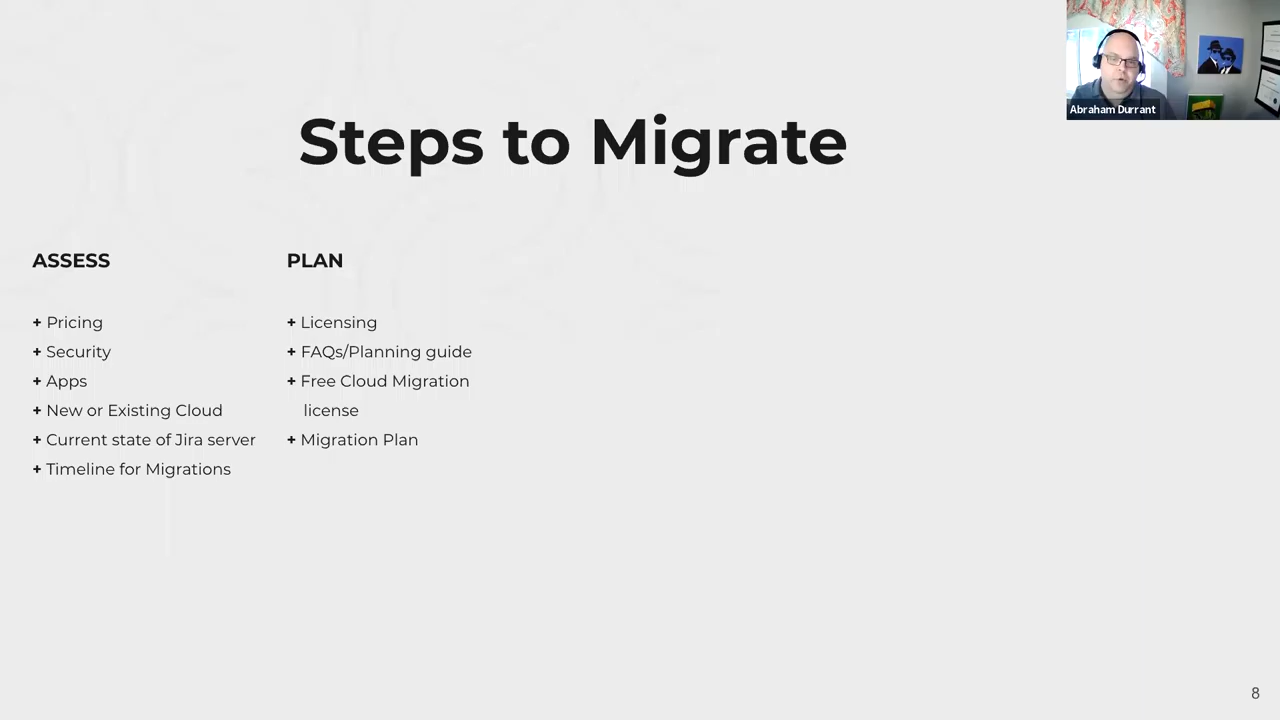 Abraham Durrant
Steps to Migrate
ASSESS
+ Pricing
+ Security
+ Apps
+ New or Existing Cloud
+ Current state of Jira server
+ Timeline for Migrations
PLAN
+ Licensing
+ FAQs/Planning guide
+ Free Cloud Migration
license
+ Migration Plan
8